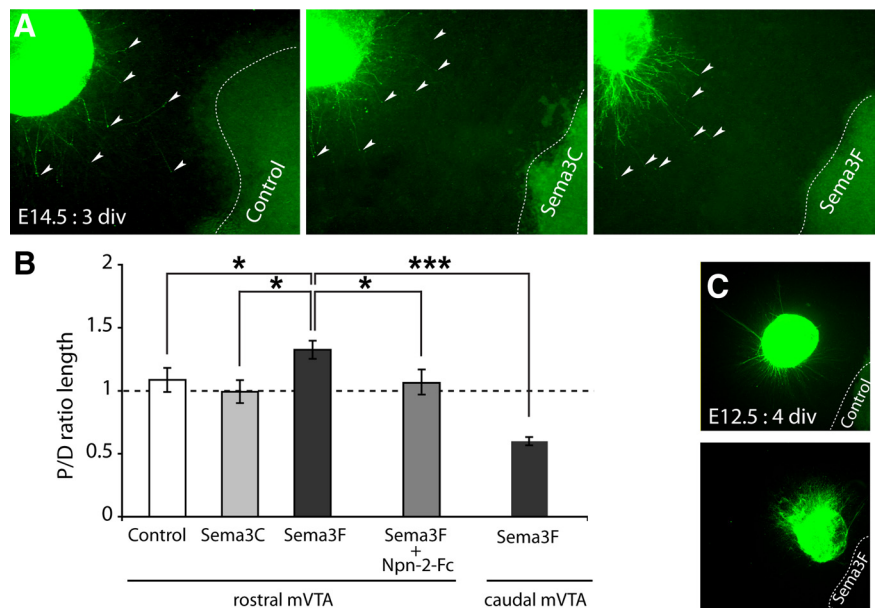 A
Control
E14.5 : 3 div
Sema3C
Sema3F
B
P/D ratio length
2
1.5
1
0.5
0
*
*
***
*
Control
Sema3C
Sema3F
Sema3F
+
Npn-2-Fc
Sema3F
rostral mVTA
caudal mVTA
C
Control
E12.5 : 4 div
Sema3F